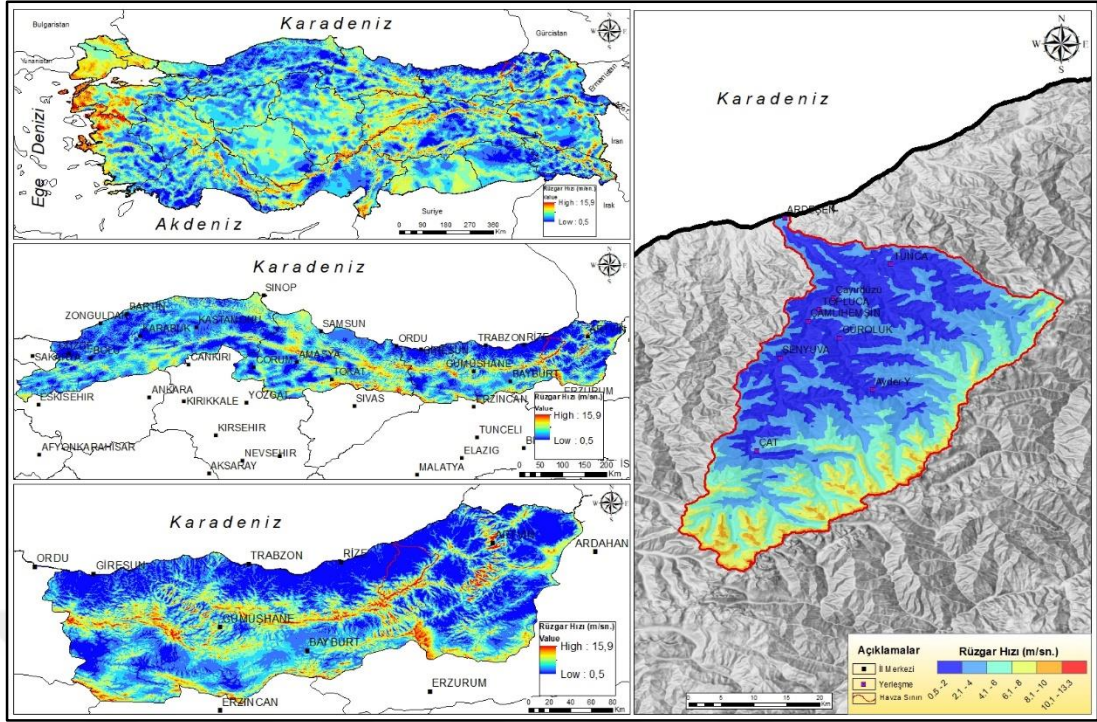 Karadeniz
Bulgaristan
Gürcistan
Yunanistan
Ermenistan
Ege Denizi
İran
Irak
Suriye
Akdeniz
Rüzgar Hızı (m/sn.)
Value
High : 15,9
Low : 0,5
0 90 180 270 360
Km
N
W E
S
Karadeniz
SINOP
BARTIN
ZONGULDAK
KASTAMONU
KARABUK
SAMSUN
ORDU
GIRESUN
TRABZON
RİZE
SAKARYA
BOLU
CANKIRI
CORUM
AMASYA
TOKAT
GUMUSHANE
BAYBURT
ESKISEHIR
ANKARA
KIRIKKALE
YOZGAT
SIVAS
ERZINCAN
ERZURUM
KIRSEHIR
TUNCELI
AFYONKARAHISAR
NEVSEHIR
AKSARAY
ELAZIG
MALATYA
Rüzgar Hızı (m/sn.)
Value
High : 15.9
Low : 0,5
0 50 100 150 200
Km
N
W E
S
Karadeniz
ORDU
GİRESUN
TRABZON
RİZE
ARTVIN
ARDAHAN
GÜMÜŞHANE
BAYBURT
ERZURUM
ERZİNCAN
Rüzgar Hızı (m/sn.)
Value
High : 15,9
Low : 0,5
0 20 40 60 80
Km
N
W E
S
Karadeniz
ARDEŞEN
TUNCA
Çayırdüzü
TOPLUCA
ÇAMLIHEMŞİN
GÜROLUK
ŞENYUVA
Ayder Y.
ÇAT
Açıklamalar
İl Merkezi
Yerleşme
Havza Sınırı
Rüzgar Hızı (m/sn.)
0.5 - 2
2.1 - 4
4.1 - 6
6.1 - 8
8.1 - 10
10.1 - 13.3
0 5 10 15 20
Km
N
W E
S